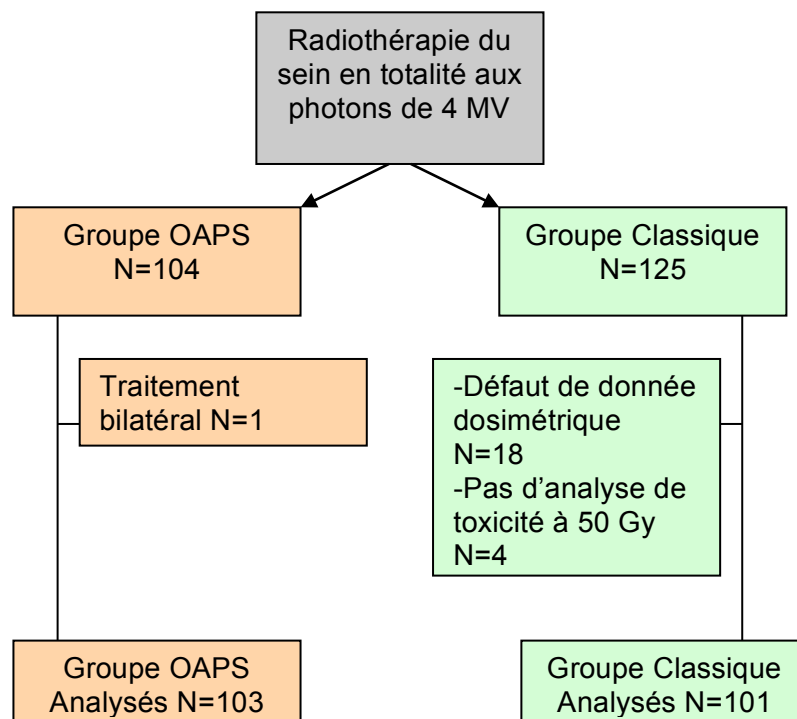 Radiothérapie du
sein en totalité aux
photons de 4 MV
Groupe OAPS
N=104
Groupe Classique
N=125
Traitement
bilatéral N=1
-Défaut de donnée
dosimétrique
N=18
-Pas d’analyse de
toxicité à 50 Gy
N=4
Groupe OAPS
Analysés N=103
Groupe Classique
Analysés N=101